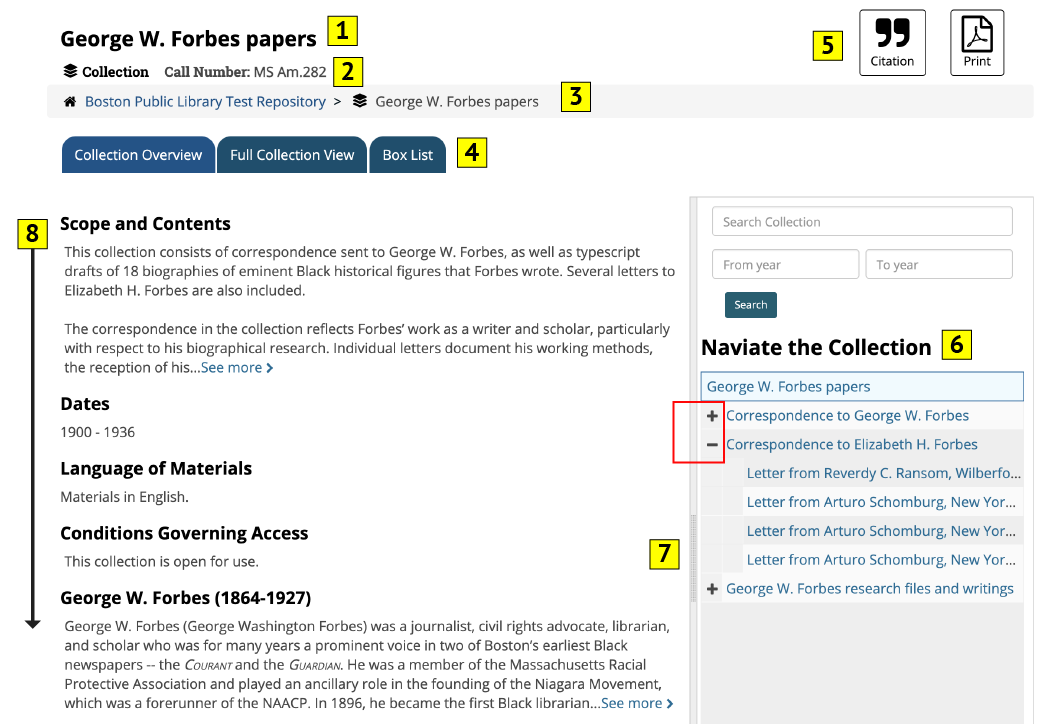 George W. Forbes papers
1
Collection Call Number: MS Am.282
2
Boston Public Library Test Repository > George W. Forbes papers
3
5
Citation
Print
Collection Overview
Full Collection View
Box List
4
8
Scope and Contents
This collection consists of correspondence sent to George W. Forbes, as well as typescript
drafts of 18 biographies of eminent Black historical figures that Forbes wrote. Several letters to
Elizabeth H. Forbes are also included.
The correspondence in the collection reflects Forbes’ work as a writer and scholar, particularly
with respect to his biographical research. Individual letters document his working methods,
the reception of his...See more
Dates
1900 - 1936
Language of Materials
Materials in English.
Conditions Governing Access
This collection is open for use.
George W. Forbes (1864-1927)
George W. Forbes (George Washington Forbes) was a journalist, civil rights advocate, librarian,
and scholar who was for many years a prominent voice in two of Boston’s earliest Black
newspapers -- the Courant and the Guardian. He was a member of the Massachusetts Racial
Protective Association and played an ancillary role in the founding of the Niagara Movement,
which was a forerunner of the NAACP. In 1896, he became the first Black librarian...See more
7
Search Collection
From year
To year
Search
Naviate the Collection
6
George W. Forbes papers
Correspondence to George W. Forbes
Correspondence to Elizabeth H. Forbes
Letter from Reverdy C. Ransom, Wilberfo...
Letter from Arturo Schomburg, New Yor...
Letter from Arturo Schomburg, New Yor...
Letter from Arturo Schomburg, New Yor...
George W. Forbes research files and writings